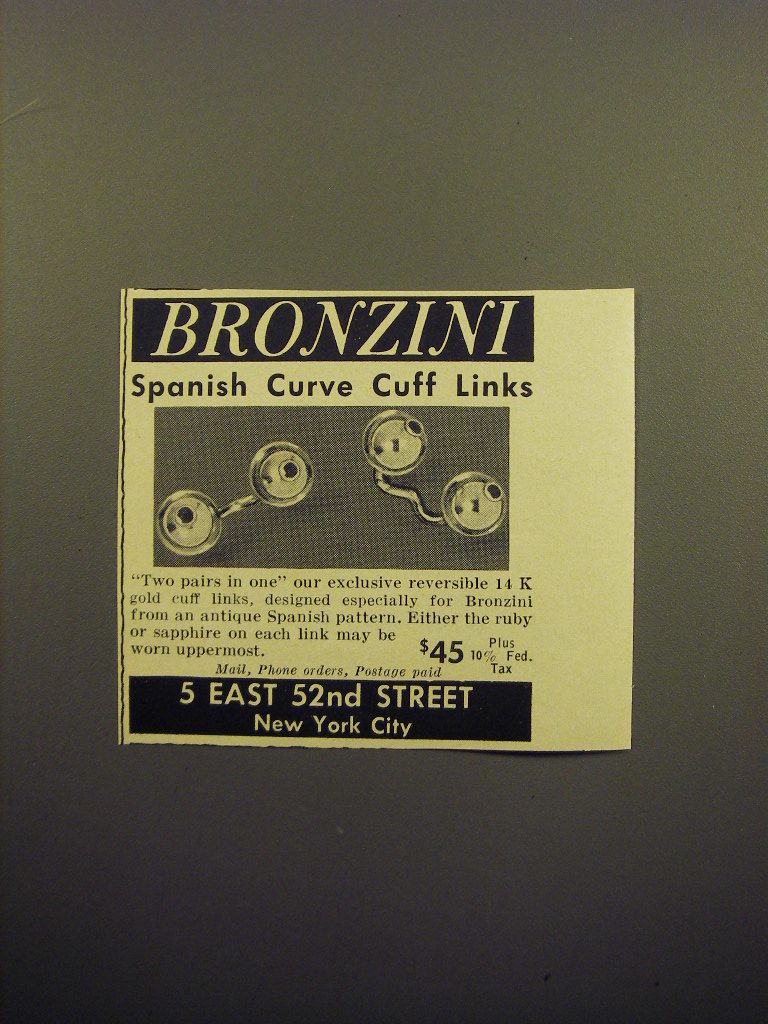 BRONZINI
Spanish Curve Cuff Links
“Two pairs in one” our exclusive reversible 14 K
gold cuff links, designed especially for Bronzini
from an antique Spanish pattern. Either the ruby
or sapphire on each link may be
worn uppermost.
$45 Plus
10% Fed.
Tax
Mail, Phone orders, Postage paid
5 EAST 52nd STREET
New York City